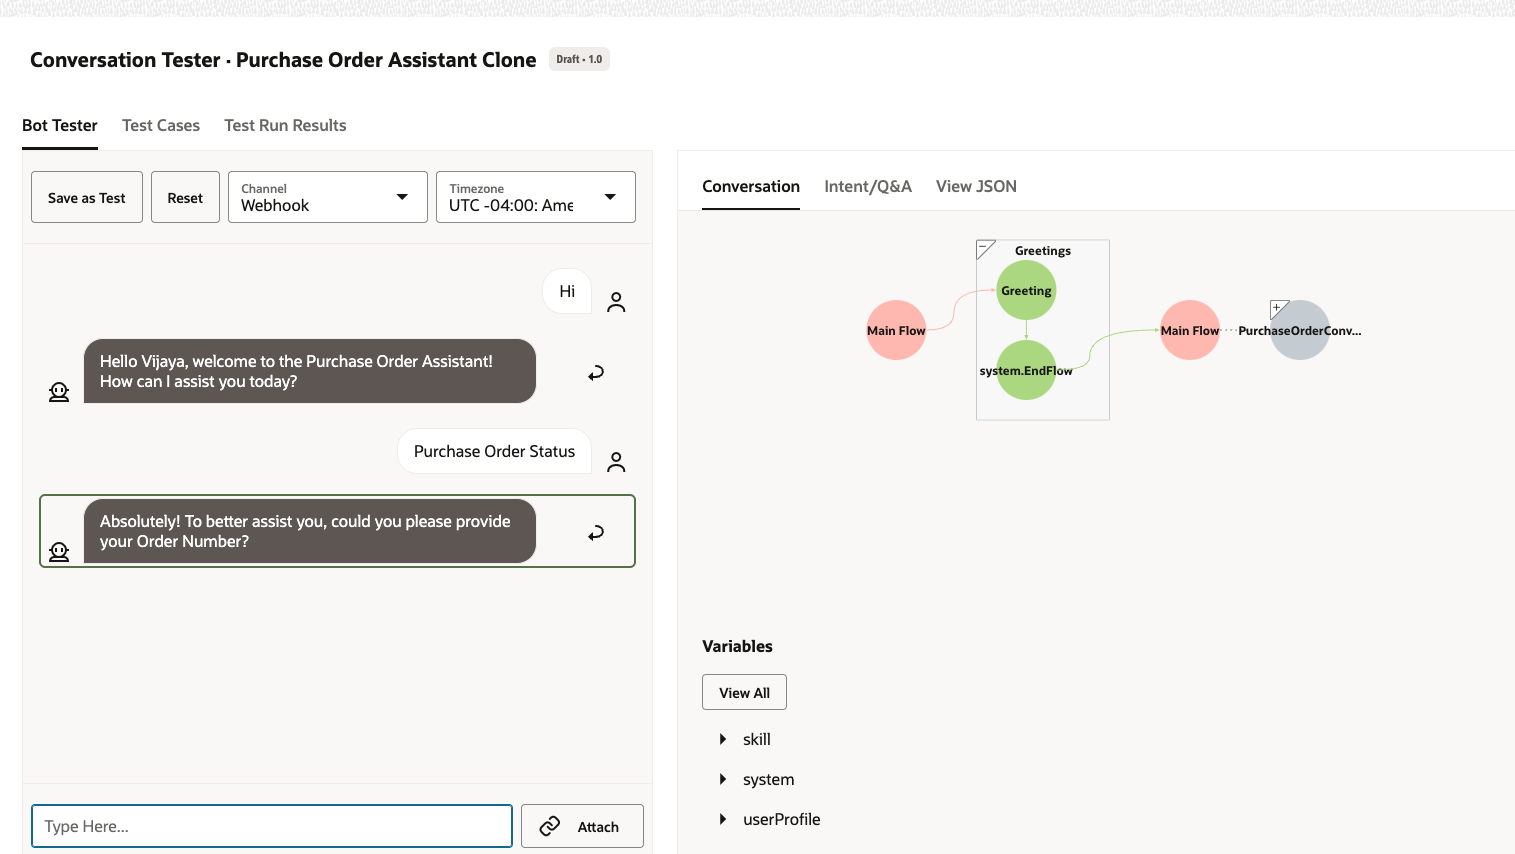 Conversation Tester · Purchase Order Assistant Clone Draft • 1.0
Bot Tester Test Cases Test Run Results
Save as Test Reset Channel Webhook Timezone UTC -04:00: Ame
Hi
Hello Vijaya, welcome to the Purchase Order Assistant!
How can I assist you today?
Purchase Order Status
Absolutely! To better assist you, could you please provide
your Order Number?
Type Here...
Attach
Conversation Intent/Q&A View JSON
Greetings
Greeting
Main Flow
Main Flow
PurchaseOrderConv...
system.EndFlow
Variables
View All
skill
system
userProfile